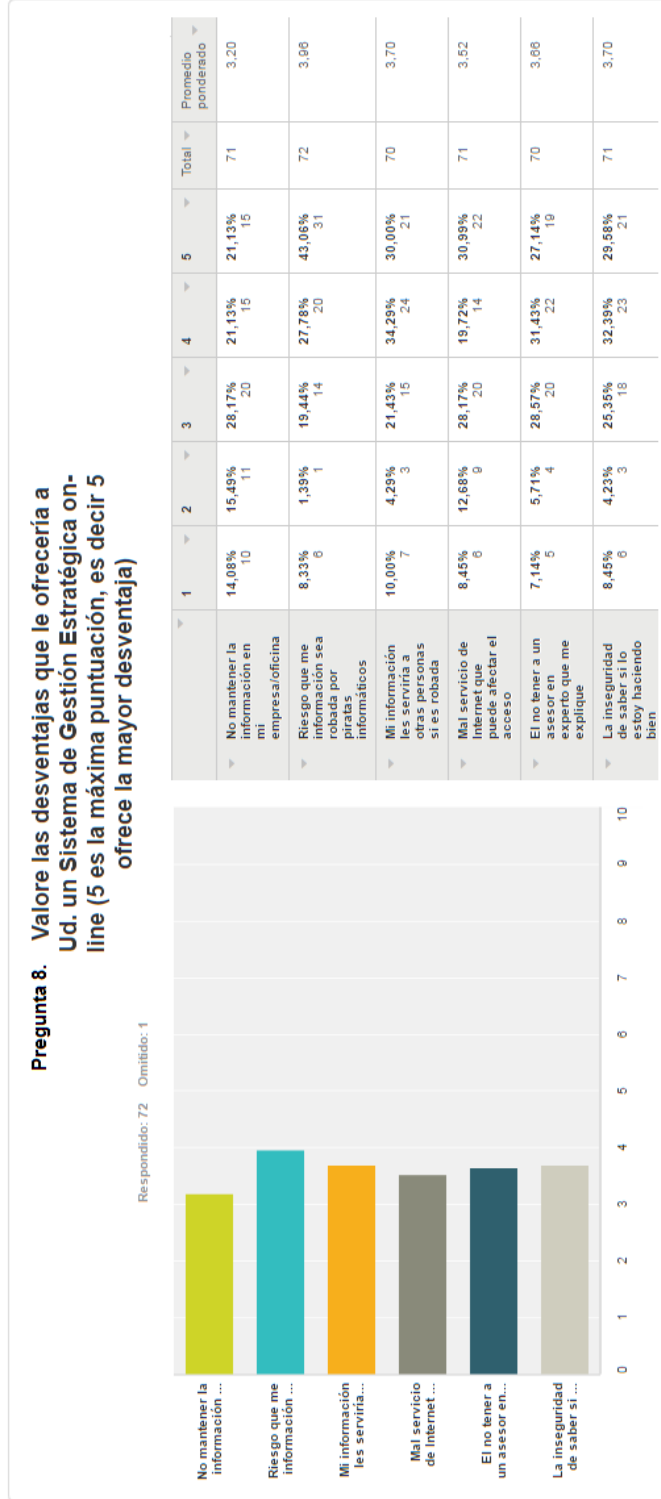 Pregunta 8. Valore las desventajas que le ofrecería a
Ud. un Sistema de Gestión Estratégica on-
line (5 es la máxima puntuación, es decir 5
ofrece la mayor desventaja)
Respondido: 72 Omitido: 1
No mantener la
información ...
Riesgo que me
información ...
Mi información
les serviría...
Mal servicio
de Internet ...
El no tener a
un asesor en...
La inseguridad
de saber si ...
0 1 2 3 4 5 6 7 8 9 10
1 2 3 4 5 Total Promedio
ponderado
No mantener la
información en
mi
empresa/oficina
14,08% 15,49% 28,17% 21,13% 21,13%
10 11 20 15 15 71 3,20
Riesgo que me
información sea
robada por
piratas
informáticos
8,33% 1,39% 19,44% 27,78% 43,06%
6 1 14 20 31 72 3,96
Mi información
les serviría a
otras personas
si es robada
10,00% 4,29% 21,43% 34,29% 30,00%
7 3 15 24 21 70 3,70
Mal servicio de
Internet que
puede afectar el
acceso
8,45% 12,68% 28,17% 19,72% 30,99%
6 9 20 14 22 71 3,52
El no tener a un
asesor en
experto que me
explique
7,14% 5,71% 28,57% 31,43% 27,14%
5 4 20 22 19 70 3,66
La inseguridad
de saber si lo
estoy haciendo
bien
8,45% 4,23% 25,35% 32,39% 29,58%
6 3 18 23 21 71 3,70